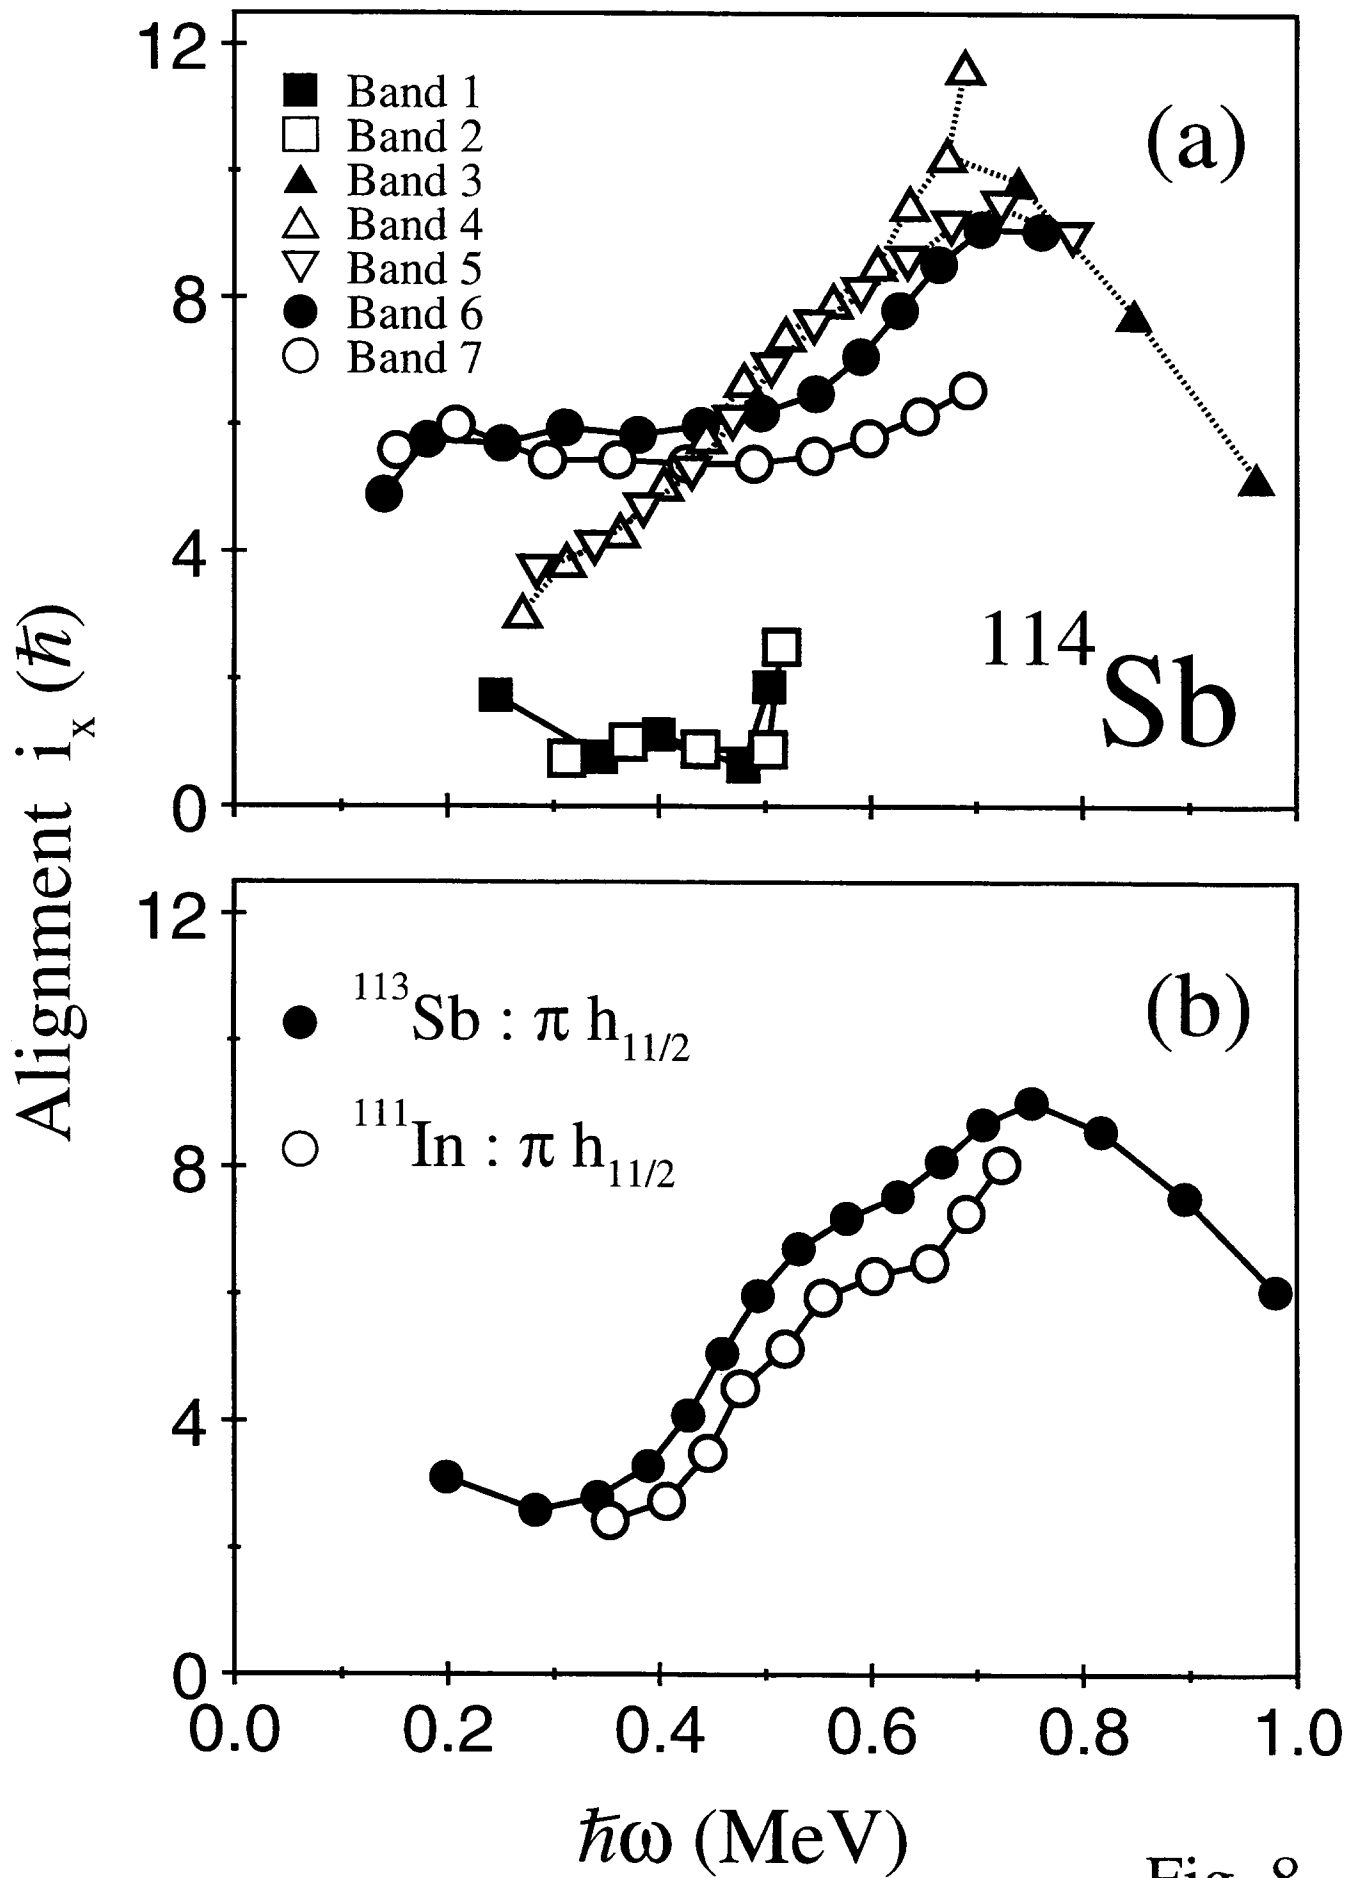 12
8
4
0
Band 1
Band 2
Band 3
Band 4
Band 5
Band 6
Band 7
(a)
¹¹⁴Sb
Alignment iₓ (ħ)
12
8
4
0
¹¹³Sb : π h₁₁/₂
¹¹¹In : π h₁₁/₂
(b)
0.0 0.2 0.4 0.6 0.8 1.0
ħω (MeV)
Fig. 8